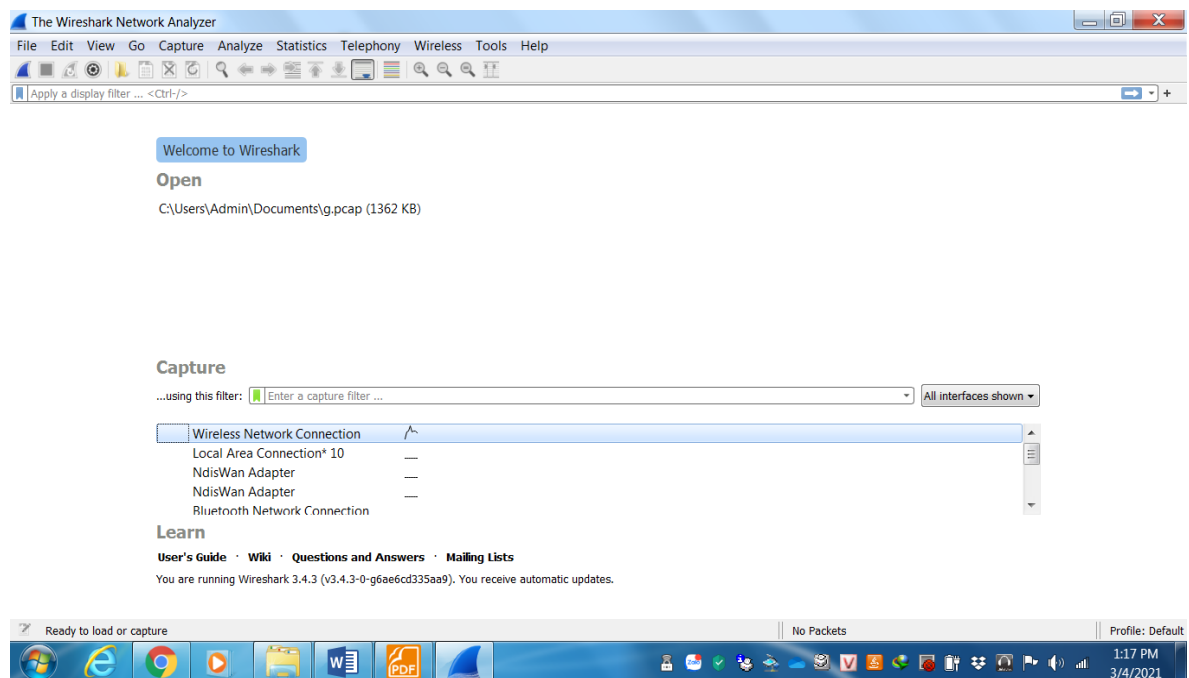 The Wireshark Network Analyzer
File Edit View Go Capture Analyze Statistics Telephony Wireless Tools Help
Apply a display filter ... <Ctrl-/>
Welcome to Wireshark
Open
C:\Users\Admin\Documents\g.pcap (1362 KB)
Capture
...using this filter: Enter a capture filter ... All interfaces shown
Wireless Network Connection
Local Area Connection* 10
NdisWan Adapter
NdisWan Adapter
Bluetooth Network Connection
Learn
User's Guide · Wiki · Questions and Answers · Mailing Lists
You are running Wireshark 3.4.3 (v3.4.3-0-g6ae6cd335aa9). You receive automatic updates.
Ready to load or capture No Packets Profile: Default
W PDF V 1:17 PM
3/4/2021